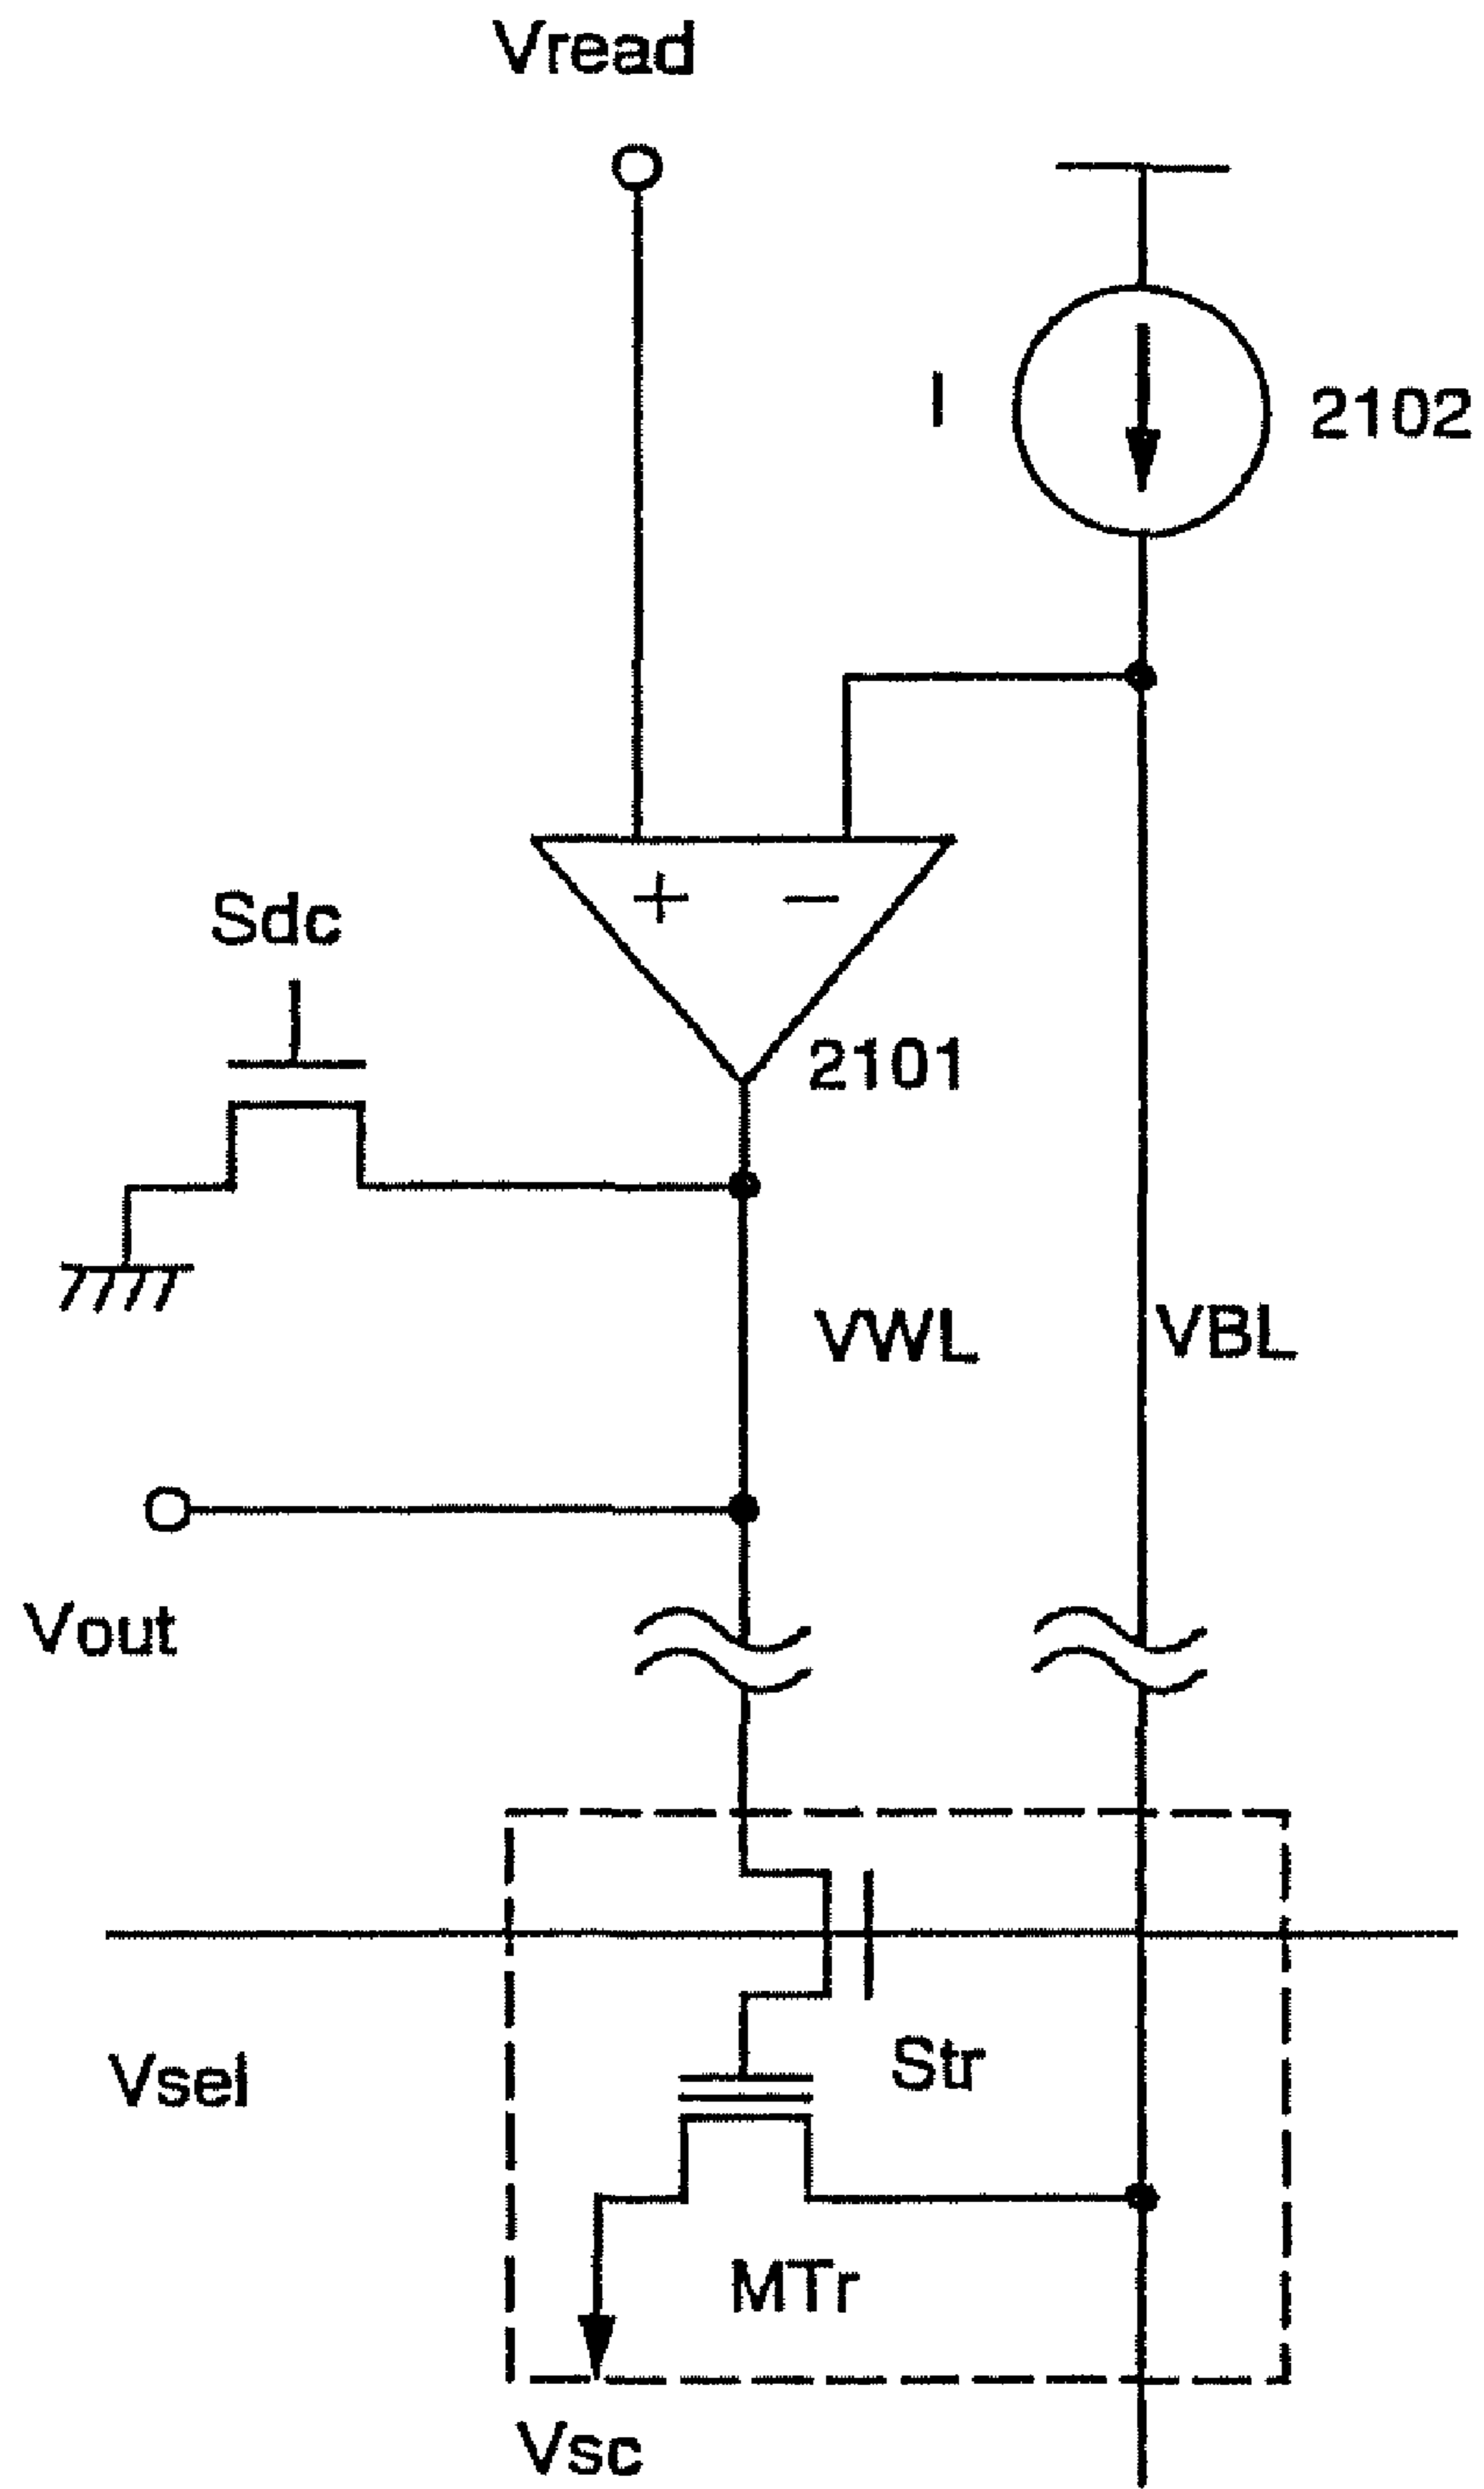 Vread
I
2102
+ −
Sdc
2101
VWL
VBL
Vout
Str
Vsel
MTr
Vsc